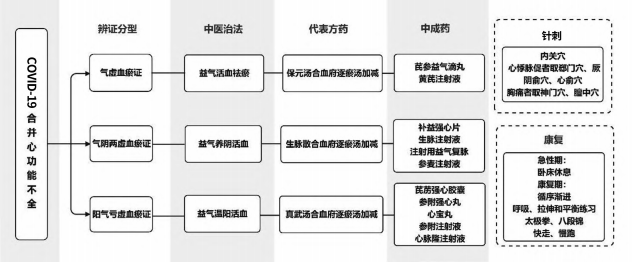 辨证分型
中医治法
代表方药
中成药
COVID-19 合并心功能不全
气虚血瘀证
益气活血祛瘀
保元汤合血府逐瘀汤加减
芪参益气滴丸
黄芪注射液
气阴两虚血瘀证
益气养阴活血
生脉散合血府逐瘀汤加减
补益强心片
生脉注射液
注射用益气复脉
参麦注射液
阳气亏虚血瘀证
益气温阳活血
真武汤合血府逐瘀汤加减
芪苈强心胶囊
参附强心丸
心宝丸
参附注射液
心脉隆注射液
针刺
内关穴
心悸脉促者取郄门穴、厥
阴俞穴、心俞穴
胸痛者取神门穴、膻中穴
康复
急性期：
卧床休息
康复期：
循序渐进
呼吸、拉伸和平衡练习
太极拳、八段锦
快走、慢跑